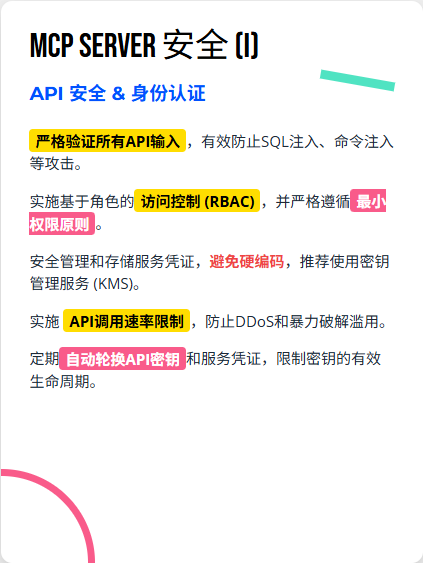 MCP SERVER 安全 (I)
API 安全 & 身份认证
严格验证所有API输入，有效防止SQL注入、命令注入
等攻击。
实施基于角色的访问控制 (RBAC)，并严格遵循最小
权限原则。
安全管理和存储服务凭证，避免硬编码，推荐使用密钥
管理服务 (KMS)。
实施 API调用速率限制，防止DDoS和暴力破解滥用。
定期自动轮换API密钥和服务凭证，限制密钥的有效
生命周期。